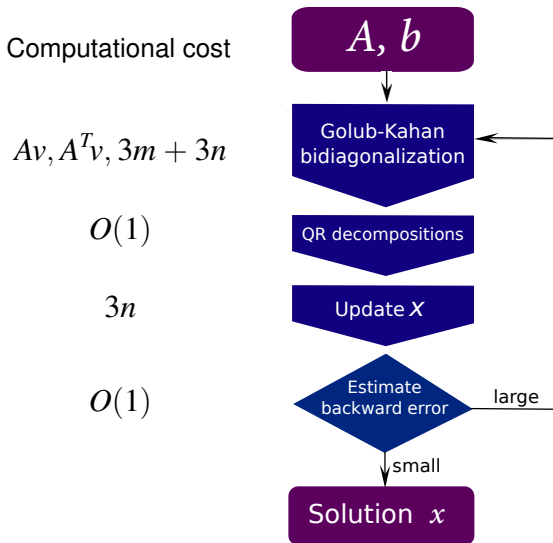 Computational cost
A, b
Golub-Kahan
bidiagonalization
Av, Aᵀv, 3m + 3n
O(1)
QR decompositions
3n
Update x
Estimate
backward error
O(1)
large
small
Solution x